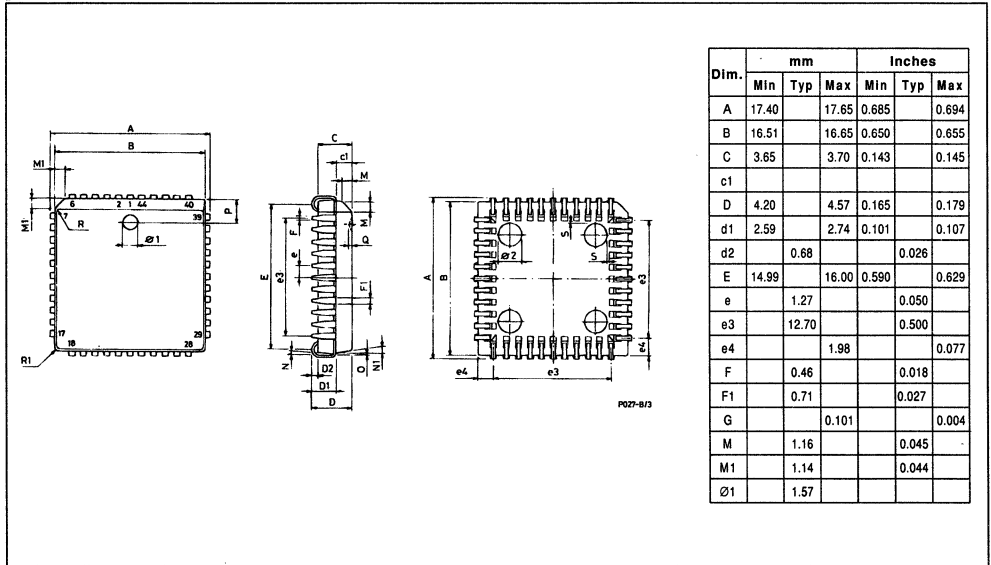 A
B
M1
M1
6 2 1 44 40
7 39
R
Ø1
P
17 29
18 28
R1
C
c1
M
M
F
Q
e
E
e3
F1
N
D2
D1
D
O
N1
S
Ø2
S
A
B
e3
e4
e4
e3
P027-B/3
Dim. mm Inches
Min Typ Max Min Typ Max
A 17.40 17.65 0.685 0.694
B 16.51 16.65 0.650 0.655
C 3.65 3.70 0.143 0.145
c1
D 4.20 4.57 0.165 0.179
d1 2.59 2.74 0.101 0.107
d2 0.68 0.026
E 14.99 16.00 0.590 0.629
e 1.27 0.050
e3 12.70 0.500
e4 1.98 0.077
F 0.46 0.018
F1 0.71 0.027
G 0.101 0.004
M 1.16 0.045
M1 1.14 0.044
Ø1 1.57